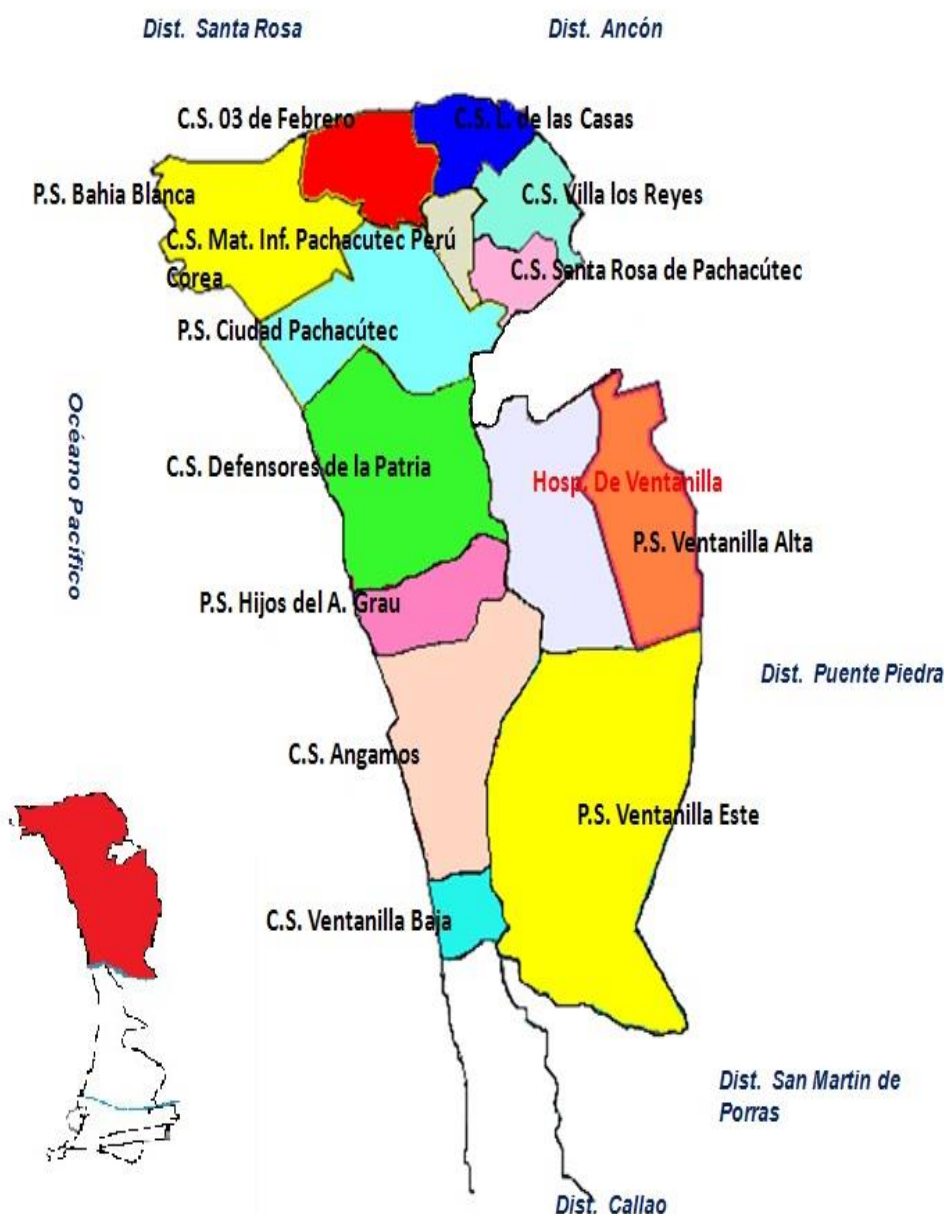 Dist. Santa Rosa
Dist. Ancón
C.S. 03 de Febrero
C.S. L. de las Casas
P.S. Bahia Blanca
C.S. Villa los Reyes
C.S. Mat. Inf. Pachacutec Perú
Corea
C.S. Santa Rosa de Pachacútec
P.S. Ciudad Pachacútec
Océano Pacífico
C.S. Defensores de la Patria
Hosp. De Ventanilla
P.S. Ventanilla Alta
P.S. Hijos del A. Grau
Dist. Puente Piedra
C.S. Angamos
P.S. Ventanilla Este
C.S. Ventanilla Baja
Dist. San Martin de
Porras
Dist. Callao